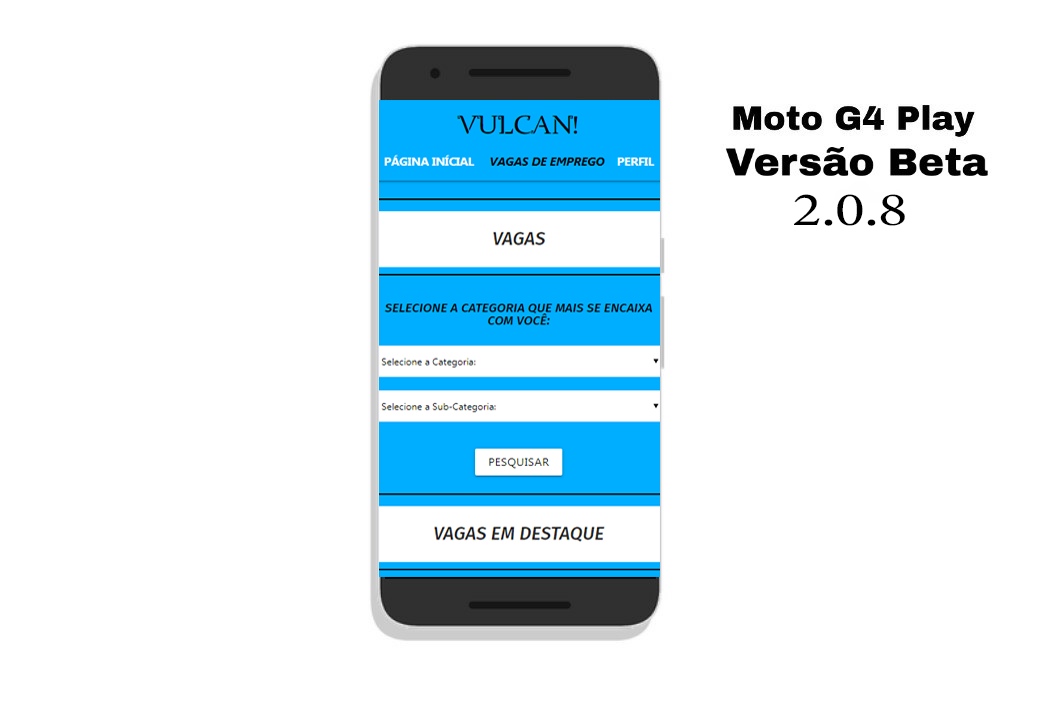 VULCAN!
PÁGINA INÍCIAL VAGAS DE EMPREGO PERFIL
VAGAS
SELECIONE A CATEGORIA QUE MAIS SE ENCAIXA
COM VOCÊ:
Selecione a Categoria:
Selecione a Sub-Categoria:
PESQUISAR
VAGAS EM DESTAQUE
Moto G4 Play
Versão Beta
2.0.8